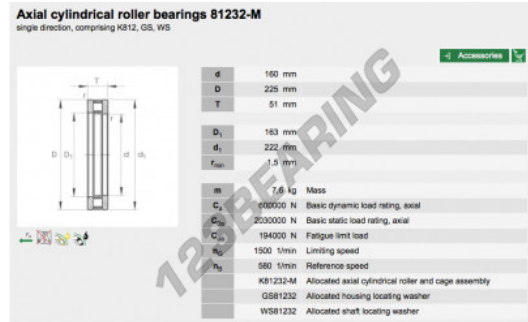 Axial cylindrical roller bearings 81232-M
single direction, comprising K812, GS, WS
Accessories
d 160 mm
D 225 mm
T 51 mm
D1 163 mm
d1 222 mm
rmin 1,5 mm
m 7,6 kg Mass
Ca 600000 N Basic dynamic load rating, axial
C0a 2030000 N Basic static load rating, axial
194000 N Fatigue limit load
nG 1500 1/min Limiting speed
nB 580 1/min Reference speed
K81232-M Allocated axial cylindrical roller and cage assembly
GS81232 Allocated housing locating washer
WS81232 Allocated shaft locating washer
T
r
r
D D1 d d1
123BEARING